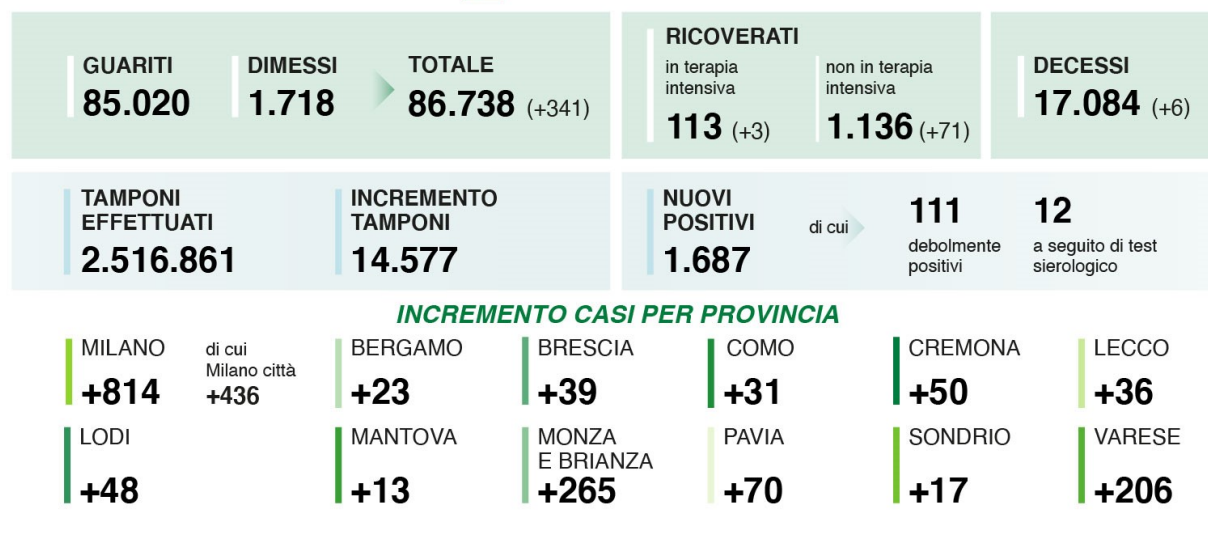 GUARITI
85.020
DIMESSI
1.718
TOTALE
86.738 (+341)
RICOVERATI
in terapia
intensiva
113 (+3)
non in terapia
intensiva
1.136 (+71)
DECESSI
17.084 (+6)
TAMPONI
EFFETTUATI
2.516.861
INCREMENTO
TAMPONI
14.577
NUOVI
POSITIVI
1.687
di cui
111
debolmente
positivi
12
a seguito di test
sierologico
INCREMENTO CASI PER PROVINCIA
MILANO
+814
di cui
Milano città
+436
BERGAMO
+23
BRESCIA
+39
COMO
+31
CREMONA
+50
LECCO
+36
LODI
+48
MANTOVA
+13
MONZA
E BRIANZA
+265
PAVIA
+70
SONDRIO
+17
VARESE
+206